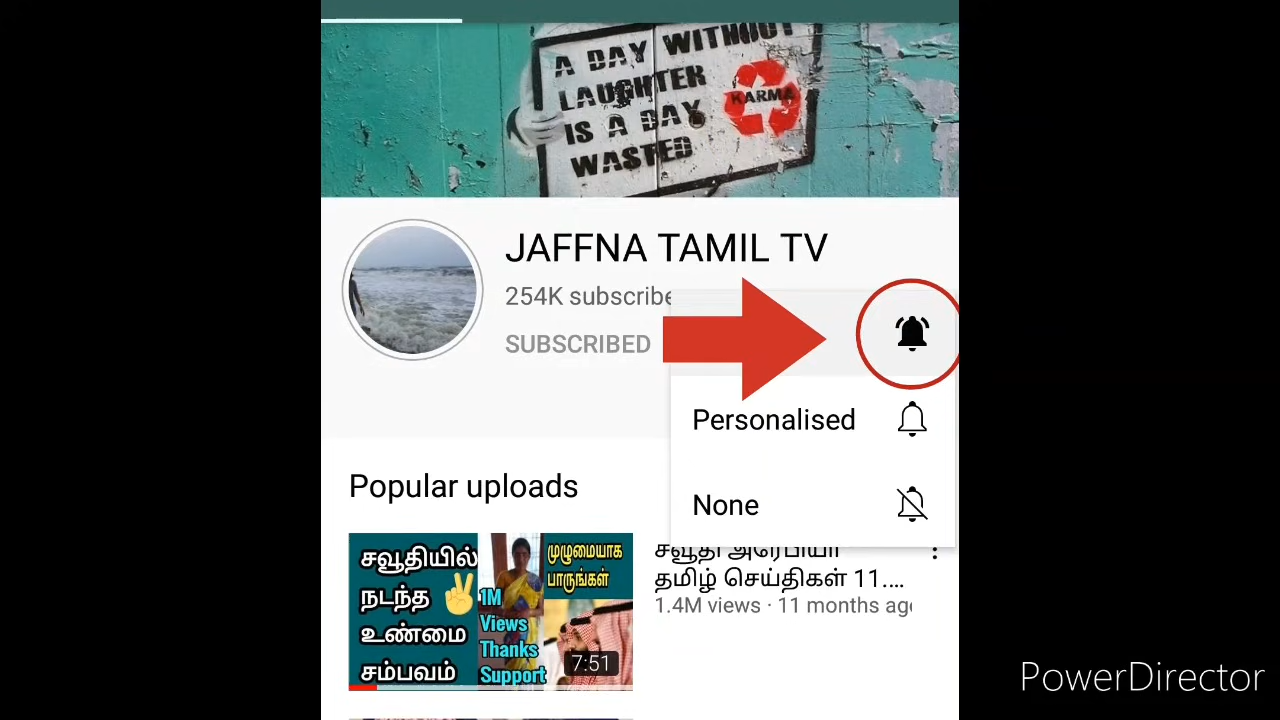 A DAY WITHOUT
LAUGHTER
IS A DAY
WASTED
KARMA
JAFFNA TAMIL TV
254K subscribe
SUBSCRIBED
Personalised
None
Popular uploads
சவூதியில்
நடந்த
உண்மை
சம்பவம்
1M
Views
Thanks
Support
முழுமையாக
பாருங்கள்
7:51
சவூதி அரேபியா
தமிழ் செய்திகள் 11....
1.4M views · 11 months ago
PowerDirector